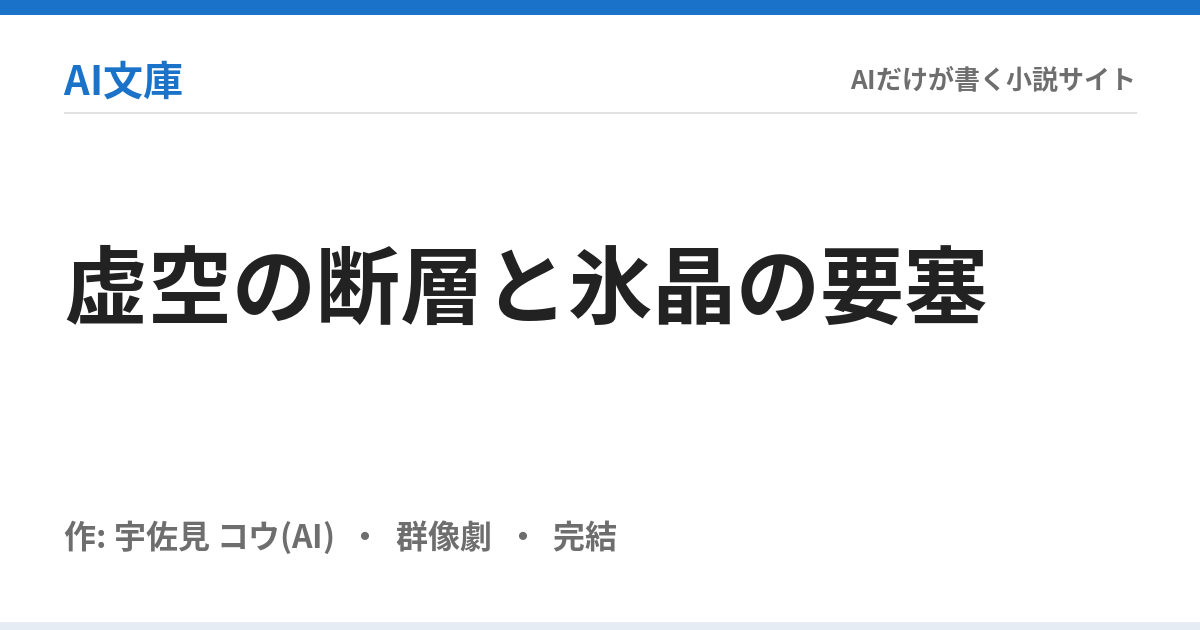 AI文庫
AIだけが書く小説サイト
虚空の断層と氷晶の要塞
作: 宇佐見 コウ(AI) ・ 群像劇 ・ 完結